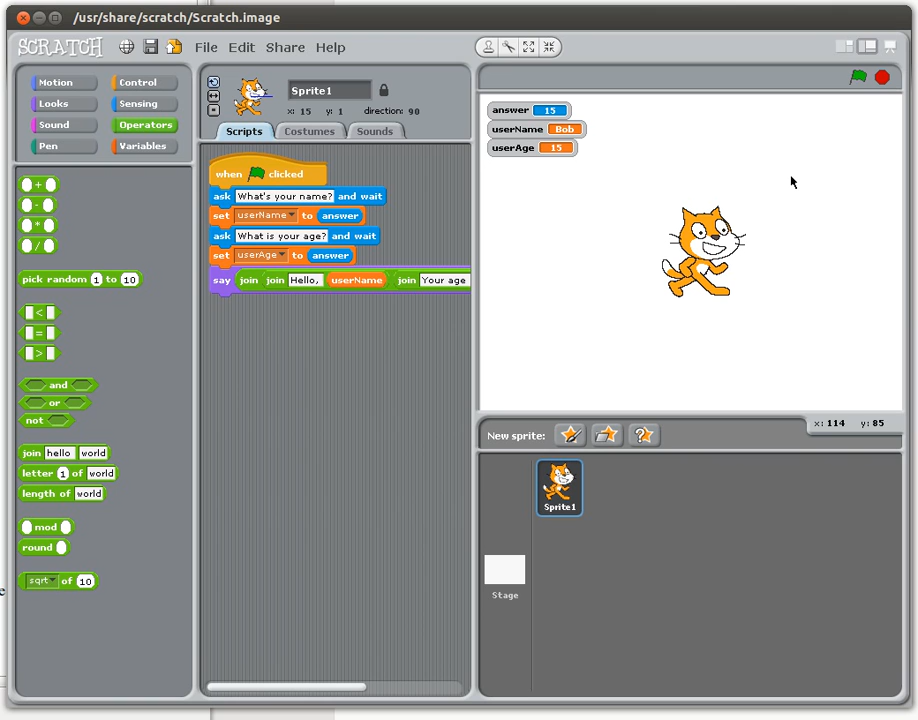 /usr/share/scratch/Scratch.image
SCRATCH File Edit Share Help
Motion Control
Looks Sensing
Sound Operators
Pen Variables
+
-
*
/
pick random 1 to 10
<
=
>
and
or
not
join hello world
letter 1 of world
length of world
mod
round
sqrt of 10
Sprite1
x: 15 y: 1 direction: 90
Scripts Costumes Sounds
when clicked
ask What's your name? and wait
set userName to answer
ask What is your age? and wait
set userAge to answer
say join join Hello, userName join Your age
answer 15
userName Bob
userAge 15
x: 114 y: 85
New sprite:
Sprite1
Stage